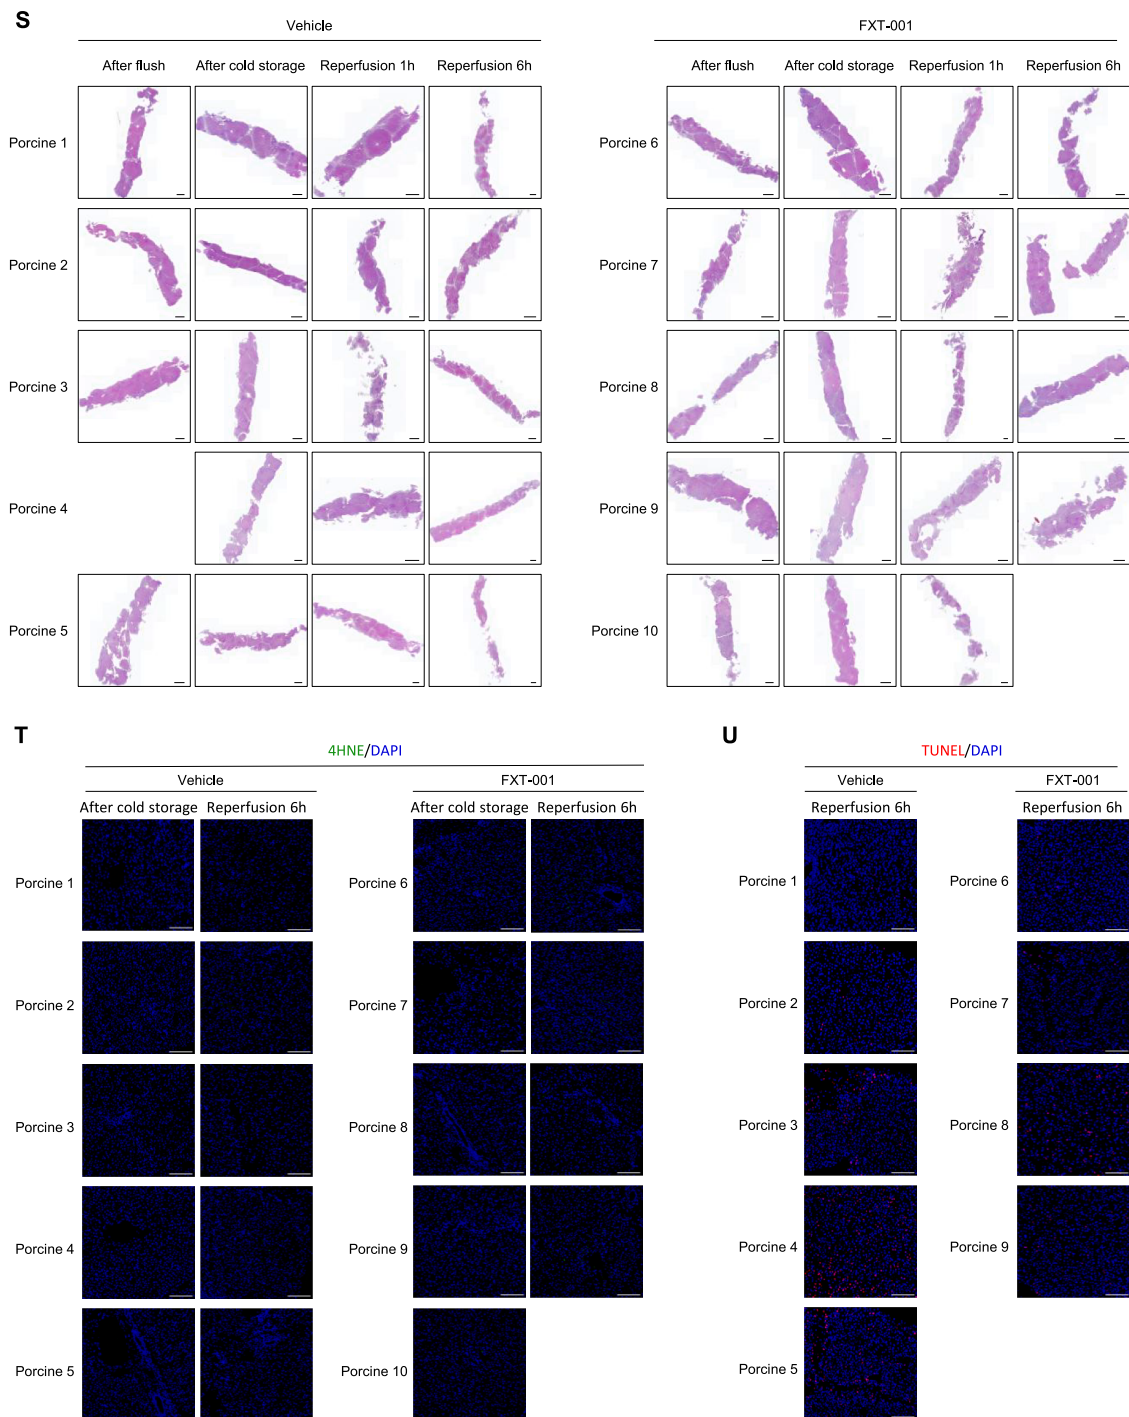 S
Vehicle
FXT-001
After flush After cold storage Reperfusion 1h Reperfusion 6h
After flush After cold storage Reperfusion 1h Reperfusion 6h
Porcine 1
Porcine 6
Porcine 2
Porcine 7
Porcine 3
Porcine 8
Porcine 4
Porcine 9
Porcine 5
Porcine 10
T
4HNE/DAPI
Vehicle
FXT-001
After cold storage Reperfusion 6h
After cold storage Reperfusion 6h
Porcine 1
Porcine 6
Porcine 2
Porcine 7
Porcine 3
Porcine 8
Porcine 4
Porcine 9
Porcine 5
Porcine 10
U
TUNEL/DAPI
Vehicle
FXT-001
Reperfusion 6h
Reperfusion 6h
Porcine 1
Porcine 6
Porcine 2
Porcine 7
Porcine 3
Porcine 8
Porcine 4
Porcine 9
Porcine 5